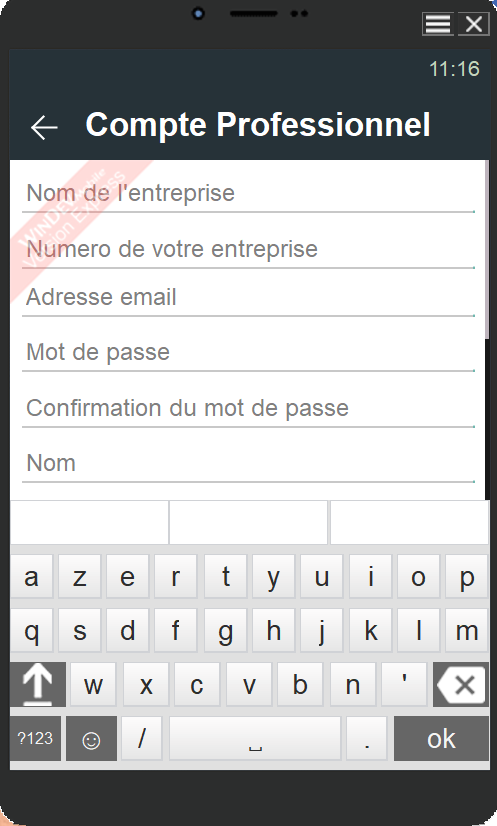 11:16
Compte Professionnel
Nom de l'entreprise
Numero de votre entreprise
Adresse email
Mot de passe
Confirmation du mot de passe
Nom
a z e r t y u i o p
q s d f g h j k l m
w x c v b n '
?123 / . ok